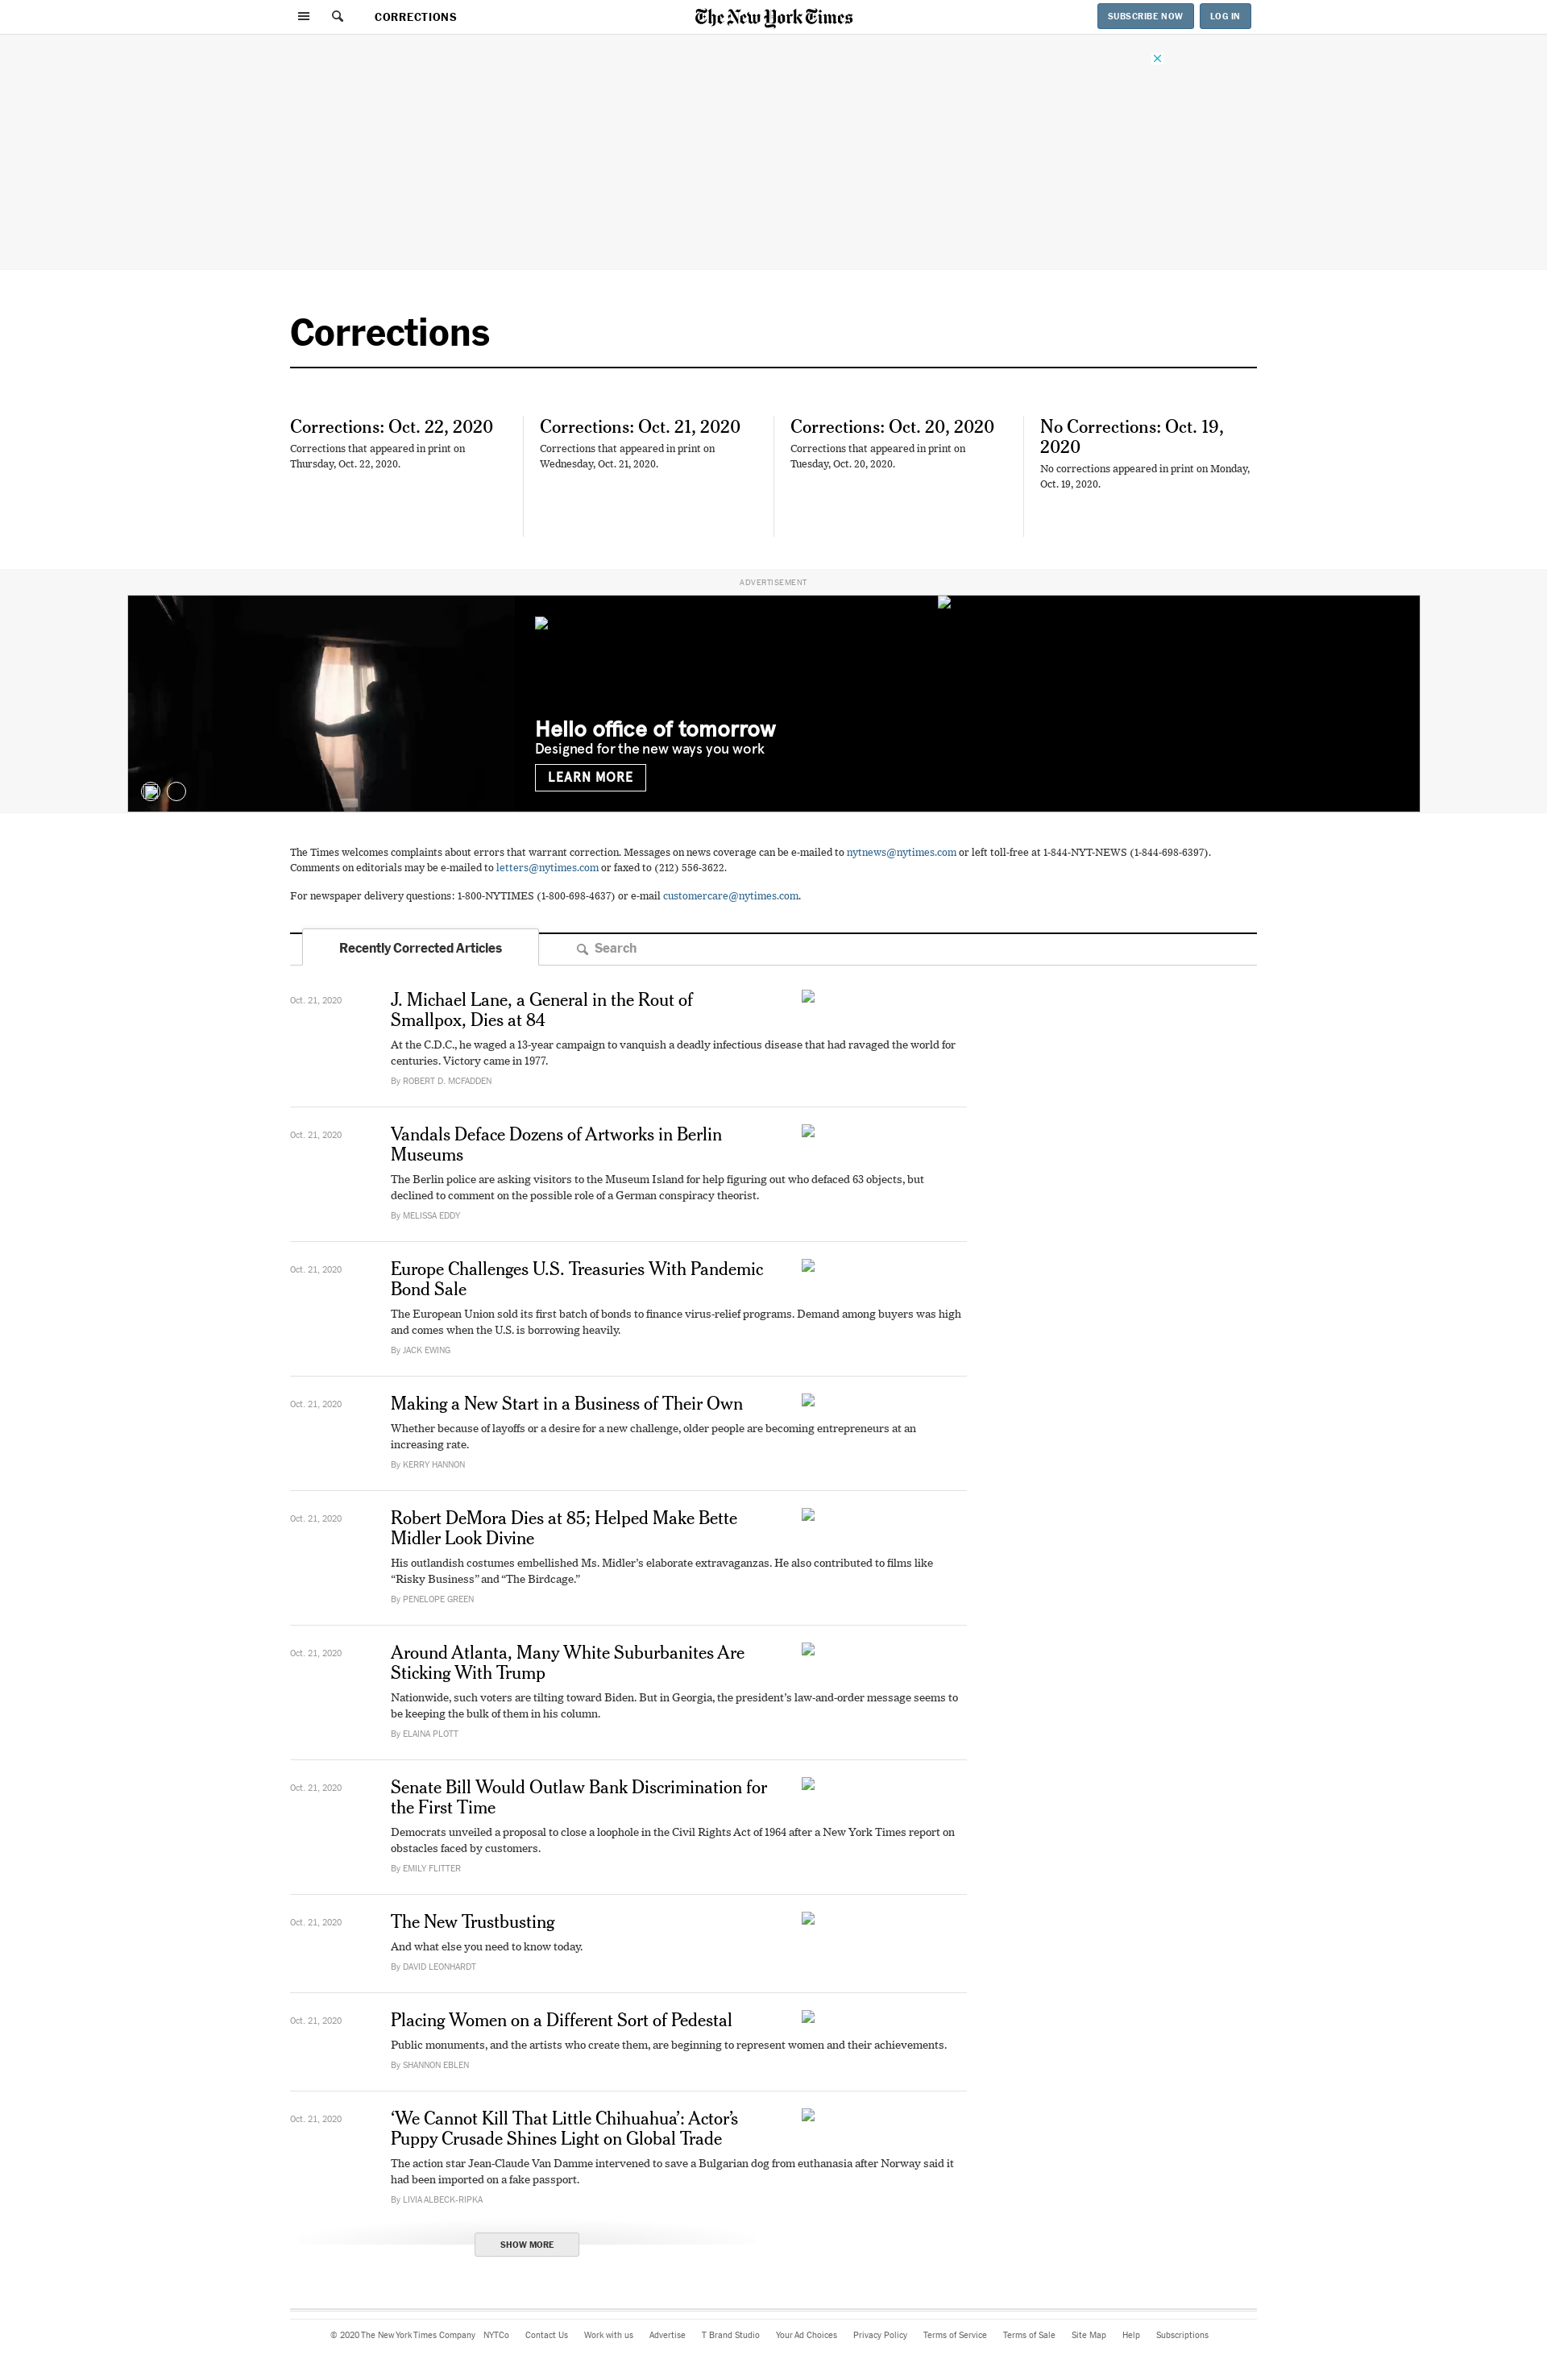 CORRECTIONS
The New York Times
SUBSCRIBE NOW
LOG IN
Corrections
Corrections: Oct. 22, 2020
Corrections that appeared in print on
Thursday, Oct. 22, 2020.
Corrections: Oct. 21, 2020
Corrections that appeared in print on
Wednesday, Oct. 21, 2020.
Corrections: Oct. 20, 2020
Corrections that appeared in print on
Tuesday, Oct. 20, 2020.
No Corrections: Oct. 19,
2020
No corrections appeared in print on Monday,
Oct. 19, 2020.
ADVERTISEMENT
Hello office of tomorrow
Designed for the new ways you work
LEARN MORE
The Times welcomes complaints about errors that warrant correction. Messages on news coverage can be e-mailed to nytnews@nytimes.com or left toll-free at 1-844-NYT-NEWS (1-844-698-6397).
Comments on editorials may be e-mailed to letters@nytimes.com or faxed to (212) 556-3622.
For newspaper delivery questions: 1-800-NYTIMES (1-800-698-4637) or e-mail customercare@nytimes.com.
Recently Corrected Articles
Search
Oct. 21, 2020
J. Michael Lane, a General in the Rout of
Smallpox, Dies at 84
At the C.D.C., he waged a 13-year campaign to vanquish a deadly infectious disease that had ravaged the world for
centuries. Victory came in 1977.
By ROBERT D. MCFADDEN
Oct. 21, 2020
Vandals Deface Dozens of Artworks in Berlin
Museums
The Berlin police are asking visitors to the Museum Island for help figuring out who defaced 63 objects, but
declined to comment on the possible role of a German conspiracy theorist.
By MELISSA EDDY
Oct. 21, 2020
Europe Challenges U.S. Treasuries With Pandemic
Bond Sale
The European Union sold its first batch of bonds to finance virus-relief programs. Demand among buyers was high
and comes when the U.S. is borrowing heavily.
By JACK EWING
Oct. 21, 2020
Making a New Start in a Business of Their Own
Whether because of layoffs or a desire for a new challenge, older people are becoming entrepreneurs at an
increasing rate.
By KERRY HANNON
Oct. 21, 2020
Robert DeMora Dies at 85; Helped Make Bette
Midler Look Divine
His outlandish costumes embellished Ms. Midler’s elaborate extravaganzas. He also contributed to films like
“Risky Business” and “The Birdcage.”
By PENELOPE GREEN
Oct. 21, 2020
Around Atlanta, Many White Suburbanites Are
Sticking With Trump
Nationwide, such voters are tilting toward Biden. But in Georgia, the president’s law-and-order message seems to
be keeping the bulk of them in his column.
By ELAINA PLOTT
Oct. 21, 2020
Senate Bill Would Outlaw Bank Discrimination for
the First Time
Democrats unveiled a proposal to close a loophole in the Civil Rights Act of 1964 after a New York Times report on
obstacles faced by customers.
By EMILY FLITTER
Oct. 21, 2020
The New Trustbusting
And what else you need to know today.
By DAVID LEONHARDT
Oct. 21, 2020
Placing Women on a Different Sort of Pedestal
Public monuments, and the artists who create them, are beginning to represent women and their achievements.
By SHANNON EBLEN
Oct. 21, 2020
‘We Cannot Kill That Little Chihuahua’: Actor’s
Puppy Crusade Shines Light on Global Trade
The action star Jean-Claude Van Damme intervened to save a Bulgarian dog from euthanasia after Norway said it
had been imported on a fake passport.
By LIVIA ALBECK-RIPKA
SHOW MORE
© 2020 The New York Times Company NYTCo Contact Us Work with us Advertise T Brand Studio Your Ad Choices Privacy Policy Terms of Service Terms of Sale Site Map Help Subscriptions